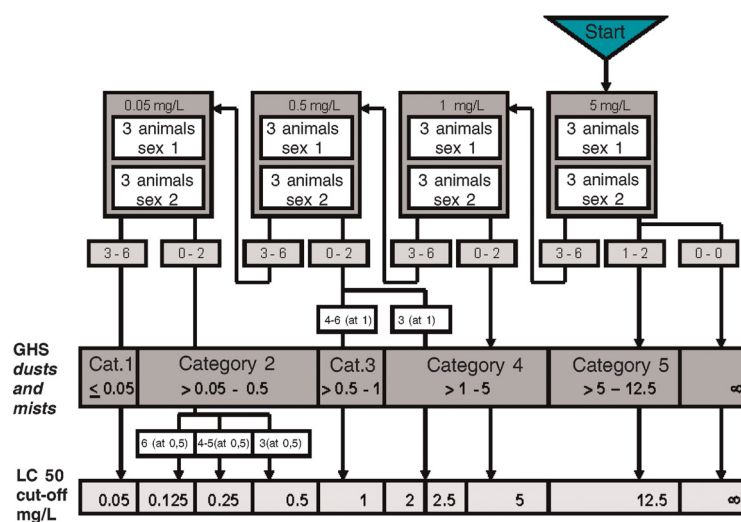 Start
0.05 mg/L
0.5 mg/L
1 mg/L
5 mg/L
3 animals
sex 1
3 animals
sex 1
3 animals
sex 1
3 animals
sex 1
3 animals
sex 2
3 animals
sex 2
3 animals
sex 2
3 animals
sex 2
3 - 6
0 - 2
3 - 6
0 - 2
3 - 6
0 - 2
3 - 6
1 - 2
0 - 0
4-6 (at 1)
3 (at 1)
GHS
dusts
and
mists
Cat.1
≤ 0.05
Category 2
> 0.05 - 0.5
Cat.3
> 0.5 - 1
Category 4
> 1 - 5
Category 5
> 5 – 12.5
∞
6 (at 0,5)
4-5(at 0,5)
3(at 0,5)
LC 50
cut-off
mg/L
0.05
0.125
0.25
0.5
1
2
2.5
5
12.5
∞